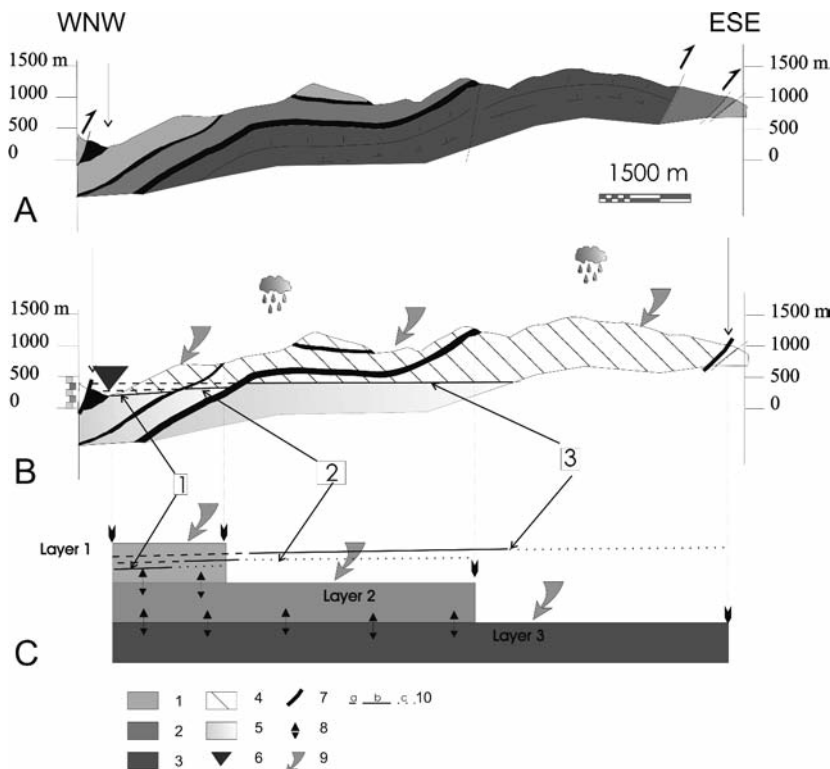 WNW ESE
1500 m 1500 m
1000 1000
500 500
0 0
1500 m
A
1500 m 1500 m
1000 1000
500 500
0 0
B
1 2 3
Layer 1
Layer 2
Layer 3
C
1 4 7 a b c 10
2 5 8
3 6 9